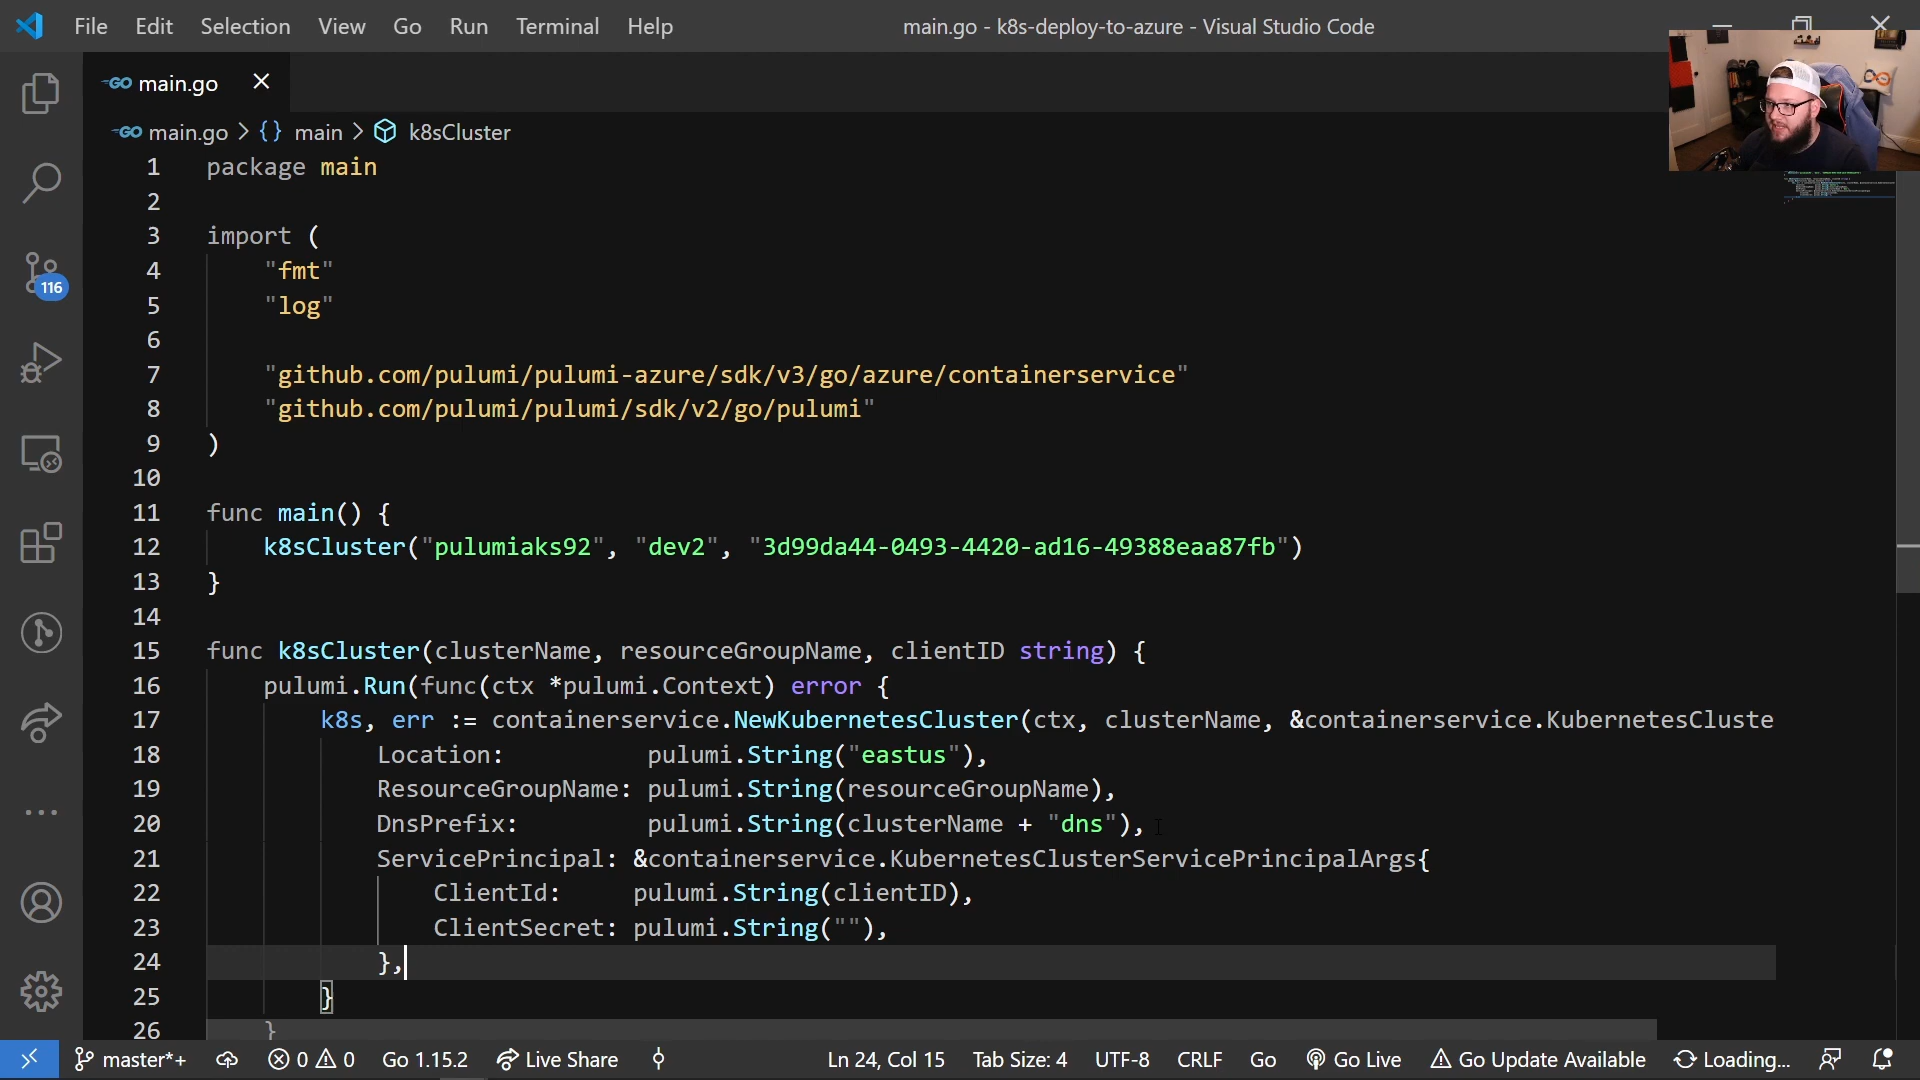 File Edit Selection View Go Run Terminal Help
main.go - k8s-deploy-to-azure - Visual Studio Code
GO main.go
GO main.go > {} main > k8sCluster
1 package main
2
3 import (
4 "fmt"
5 "log"
6
7 "github.com/pulumi/pulumi-azure/sdk/v3/go/azure/containerservice"
8 "github.com/pulumi/pulumi/sdk/v2/go/pulumi"
9 )
10
11 func main() {
12 k8sCluster("pulumiaks92", "dev2", "3d99da44-0493-4420-ad16-49388eaa87fb")
13 }
14
15 func k8sCluster(clusterName, resourceGroupName, clientID string) {
16 pulumi.Run(func(ctx *pulumi.Context) error {
17 k8s, err := containerservice.NewKubernetesCluster(ctx, clusterName, &containerservice.KubernetesCluste
18 Location: pulumi.String("eastus"),
19 ResourceGroupName: pulumi.String(resourceGroupName),
20 DnsPrefix: pulumi.String(clusterName + "dns"),
21 ServicePrincipal: &containerservice.KubernetesClusterServicePrincipalArgs{
22 ClientId: pulumi.String(clientID),
23 ClientSecret: pulumi.String(""),
24 },
25 }
26 }
116
master*+ 0 0 Go 1.15.2 Live Share Ln 24, Col 15 Tab Size: 4 UTF-8 CRLF Go Go Live Go Update Available Loading...